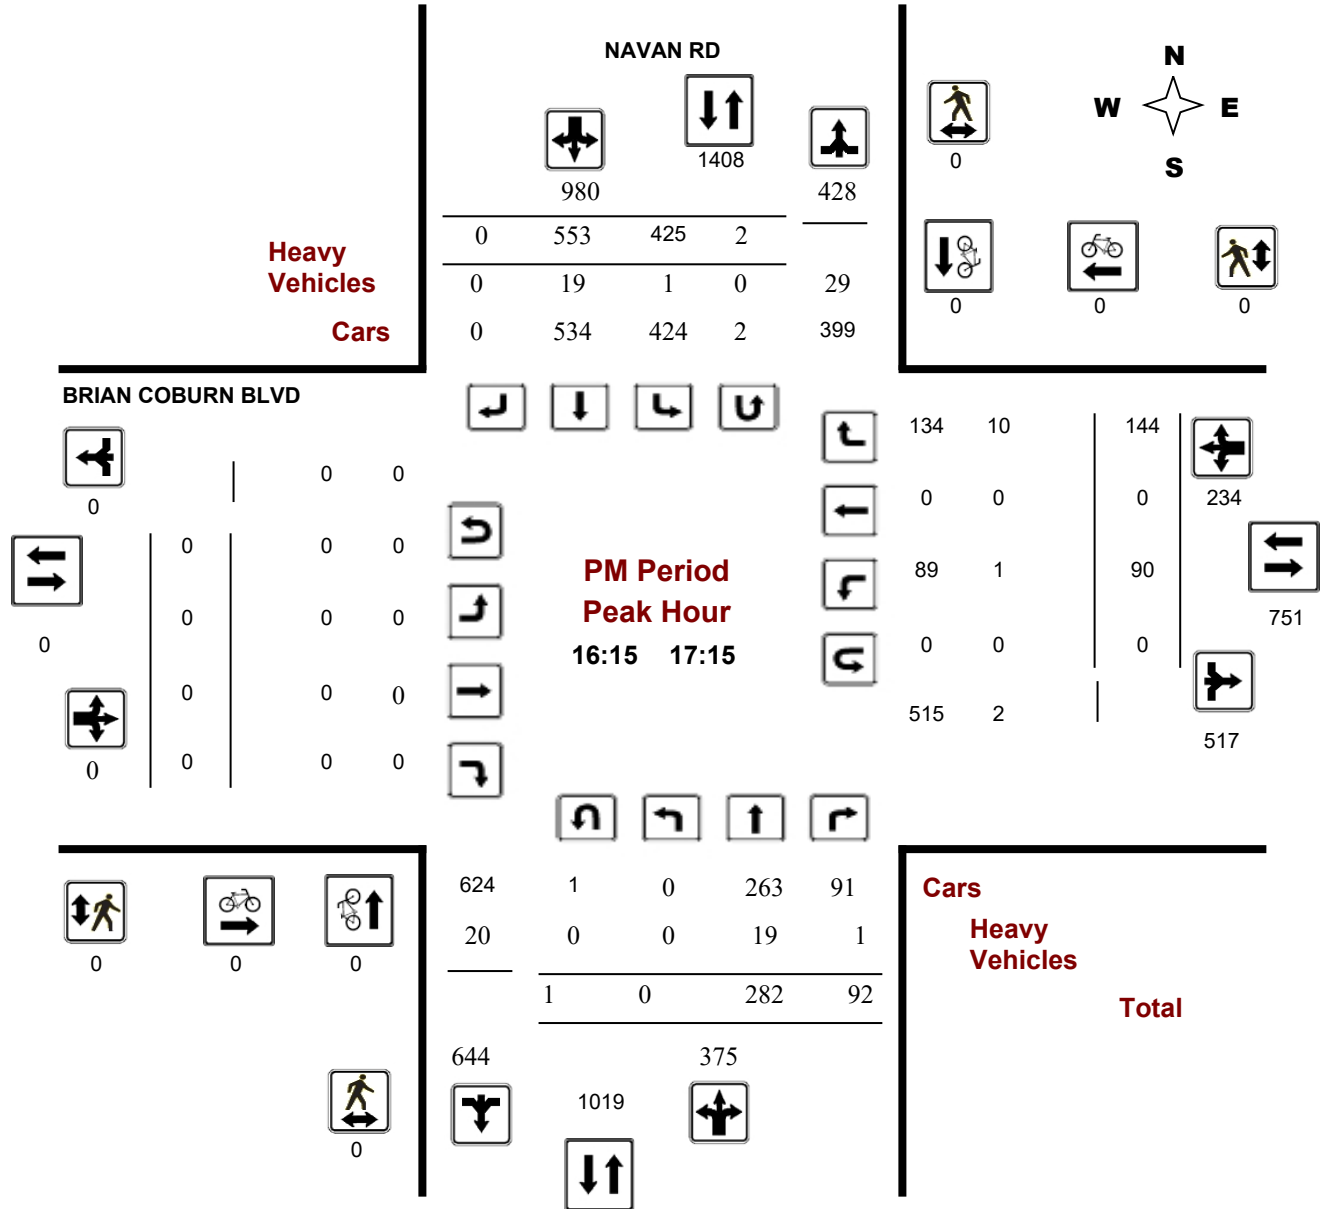 NAVAN RD
N
W E
S
1408
980 428
0
0 553 425 2
Heavy
Vehicles 0 19 1 0 29
0 0 0
Cars 0 534 424 2 399
BRIAN COBURN BLVD
134 10 144
0 0
0 0 0 0 234
0 0 0
PM Period
89 1 90
Peak Hour
0 0 0 751
16:15 17:15
0 0 0 0
0 0 0
515 2
517
0 0 0 0
624 1 0 263 91 Cars
20 0 0 19 1 Heavy
Vehicles
0 0 0
1 0 282 92 Total
644 375
1019
0